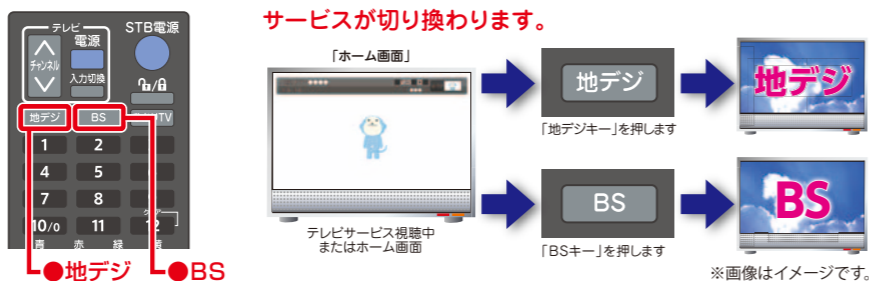 サービスが切り換わります。
テレビ
電源
STB電源
チャンネル
入力切換
地デジ
BS
TV
1
2
4
5
7
8
10/0
11
12
クリア
青
赤
緑
●地デジ
●BS
「ホーム画面」
テレビサービス視聴中
またはホーム画面
地デジ
「地デジキー」を押します
地デジ
BS
「BSキー」を押します
BS
※画像はイメージです。